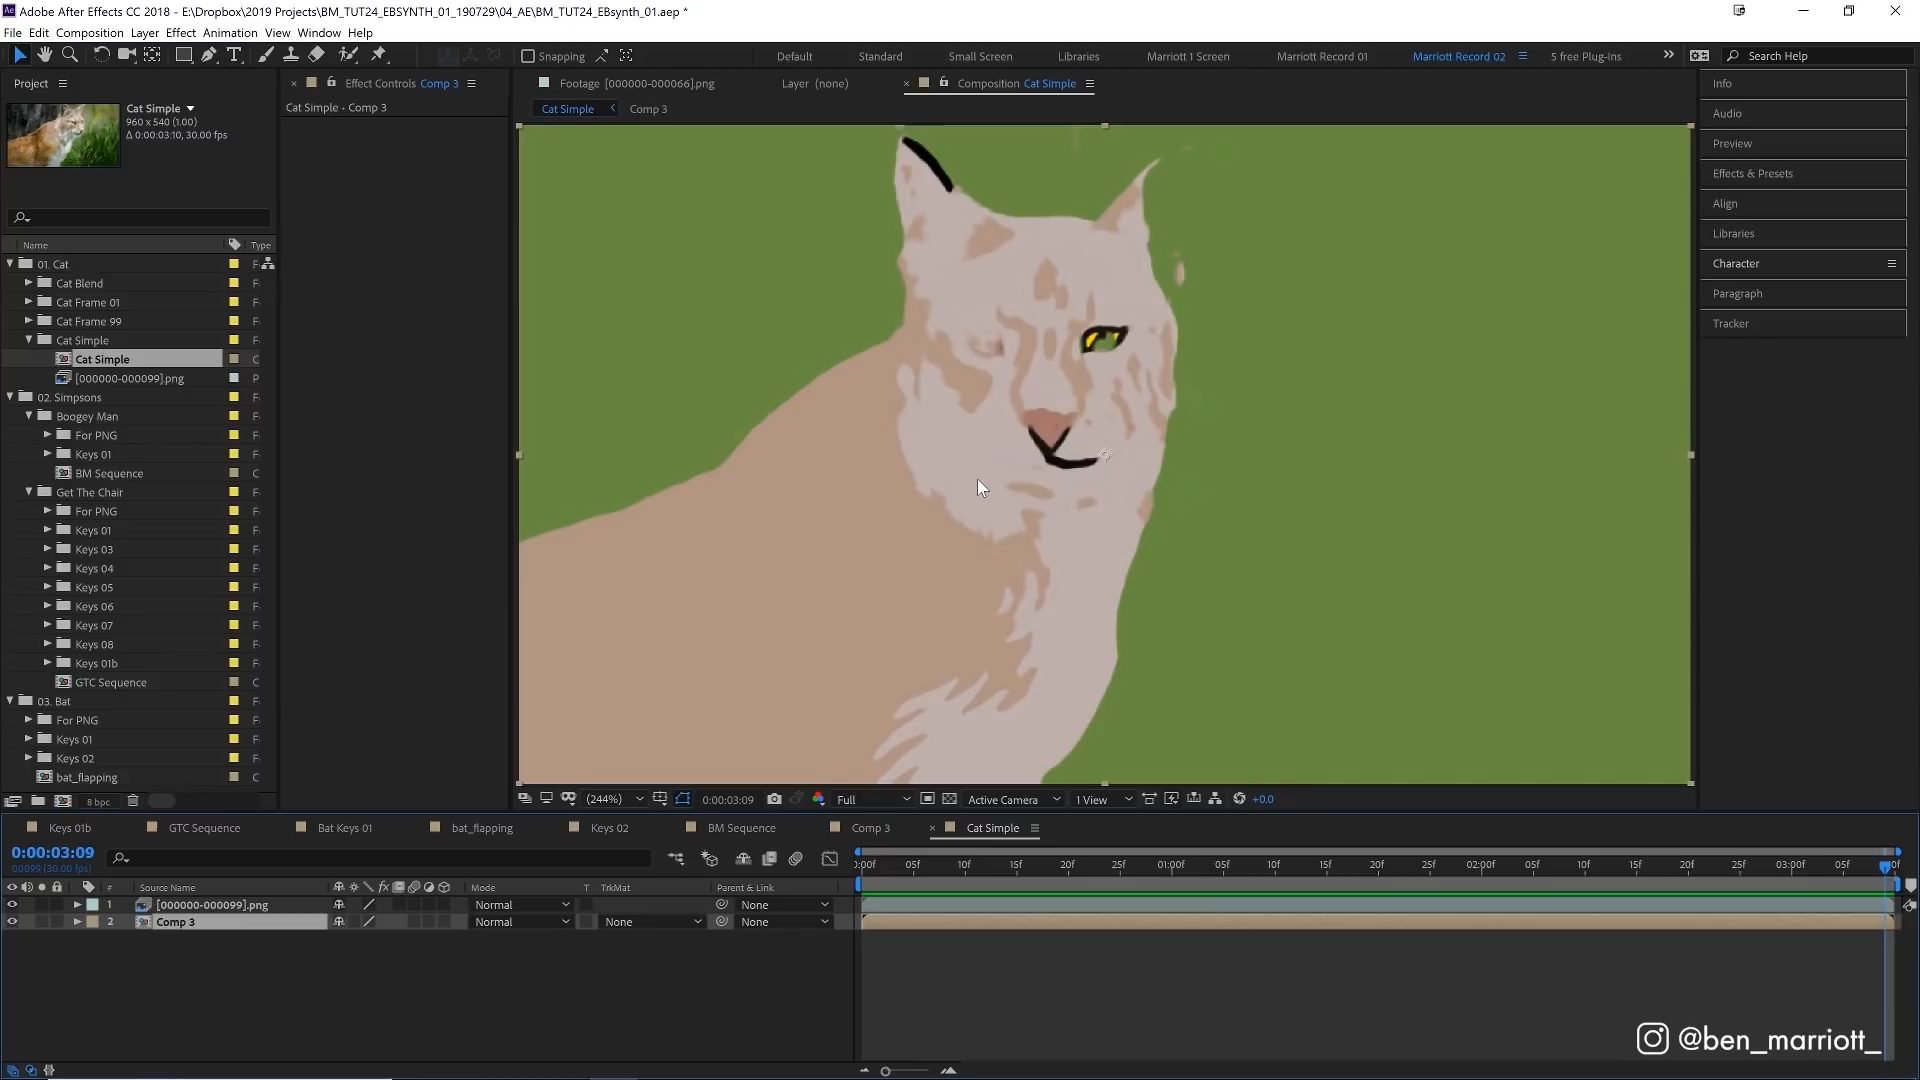 Adobe After Effects CC 2018 - E:\Dropbox\2019 Projects\BM_TUT24_EBSYNTH_01_190729\04_AE\BM_TUT24_EBsynth_01.aep *
File Edit Composition Layer Effect Animation View Window Help
Snapping Default Standard Small Screen Libraries Marriott 1 Screen Marriott Record 01 Marriott Record 02 5 free Plug-Ins Search Help
Project Effect Controls Comp 3 Footage [000000-000066].png Layer (none) Composition Cat Simple Info
Cat Simple
960 x 540 (1.00)
Δ 0:00:03:10, 30.00 fps
Cat Simple • Comp 3
Cat Simple Comp 3
Audio
Preview
Effects & Presets
Align
Libraries
Character
Paragraph
Tracker
Name Type
01. Cat
Cat Blend
Cat Frame 01
Cat Frame 99
Cat Simple
Cat Simple
[000000-000099].png
02. Simpsons
Boogey Man
For PNG
Keys 01
BM Sequence
Get The Chair
For PNG
Keys 01
Keys 03
Keys 04
Keys 05
Keys 06
Keys 07
Keys 08
Keys 01b
GTC Sequence
03. Bat
For PNG
Keys 01
Keys 02
bat_flapping
8 bpc
(244%) 0:00:03:09 Full Active Camera 1 View +0.0
Keys 01b GTC Sequence Bat Keys 01 bat_flapping Keys 02 BM Sequence Comp 3 Cat Simple
0:00:03:09
00099 (30.00 fps)
05f 10f 15f 20f 25f 01:00f 05f 10f 15f 20f 25f 02:00f 05f 10f 15f 20f 25f 03:00f 05f
# Source Name Mode T TrkMat Parent & Link
1 [000000-000099].png Normal None
2 Comp 3 Normal None None
@ben_marriott_